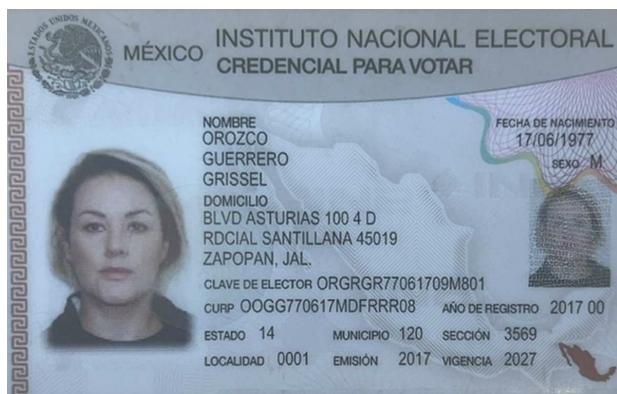 ESTADOS UNIDOS MEXICANOS
MÉXICO
INSTITUTO NACIONAL ELECTORAL
CREDENCIAL PARA VOTAR
NOMBRE
OROZCO
GUERRERO
GRISSEL
FECHA DE NACIMIENTO
17/06/1977
SEXO M
DOMICILIO
BLVD ASTURIAS 100 4 D
RDCIAL SANTILLANA 45019
ZAPOPAN, JAL.
CLAVE DE ELECTOR ORGRGR77061709M801
CURP OOGG770617MDFRRR08 AÑO DE REGISTRO 2017 00
ESTADO 14 MUNICIPIO 120 SECCIÓN 3569
LOCALIDAD 0001 EMISIÓN 2017 VIGENCIA 2027